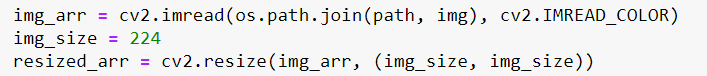 img_arr = cv2.imread(os.path.join(path, img), cv2.IMREAD_COLOR)
img_size = 224
resized_arr = cv2.resize(img_arr, (img_size, img_size))